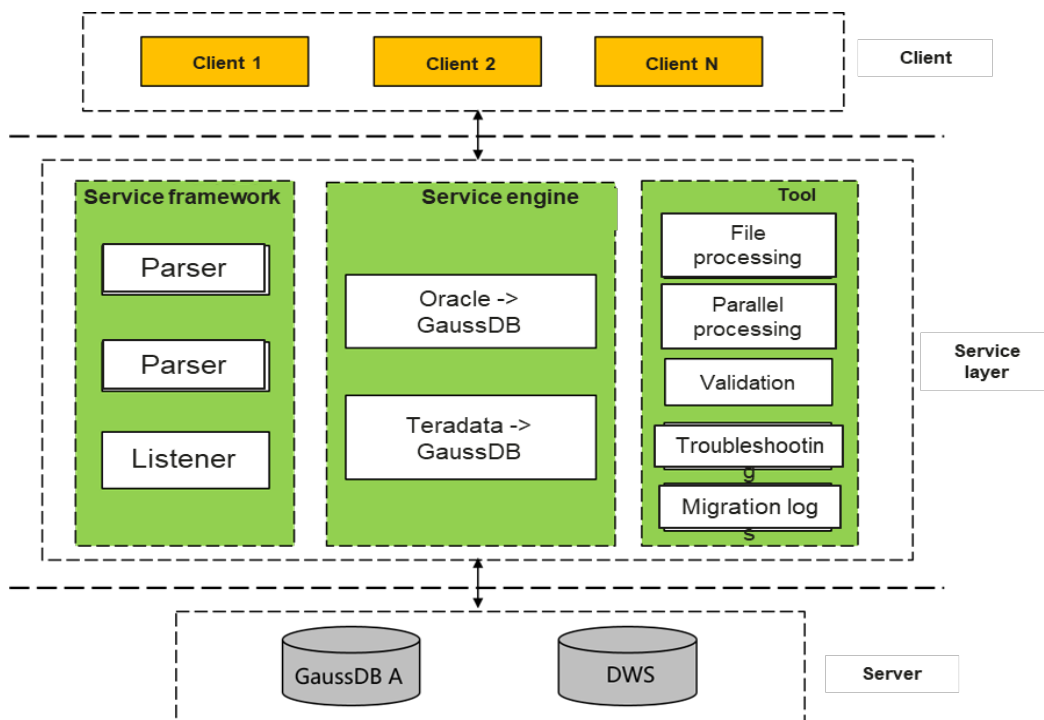 Client 1
Client 2
Client N
Client
Service framework
Parser
Parser
Listener
Service engine
Oracle ->
GaussDB
Teradata ->
GaussDB
Tool
File
processing
Parallel
processing
Validation
Troubleshootin
g
Migration log
s
Service
layer
GaussDB A
DWS
Server